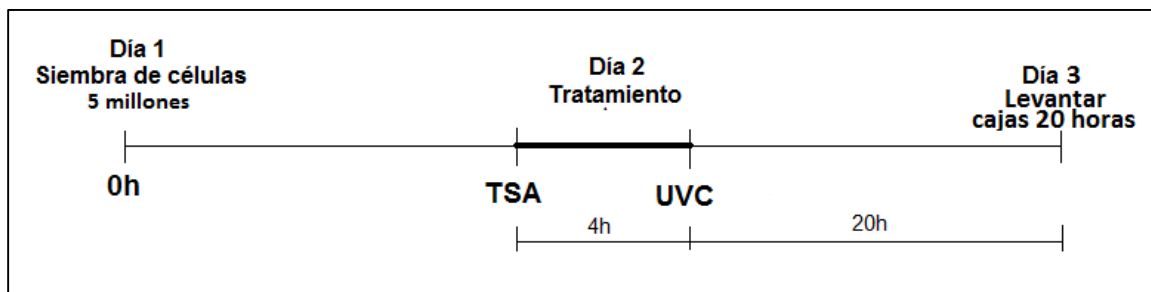 Día 1
Siembra de células
5 millones
Día 2
Tratamiento
Día 3
Levantar
cajas 20 horas
0h
TSA
UVC
4h
20h